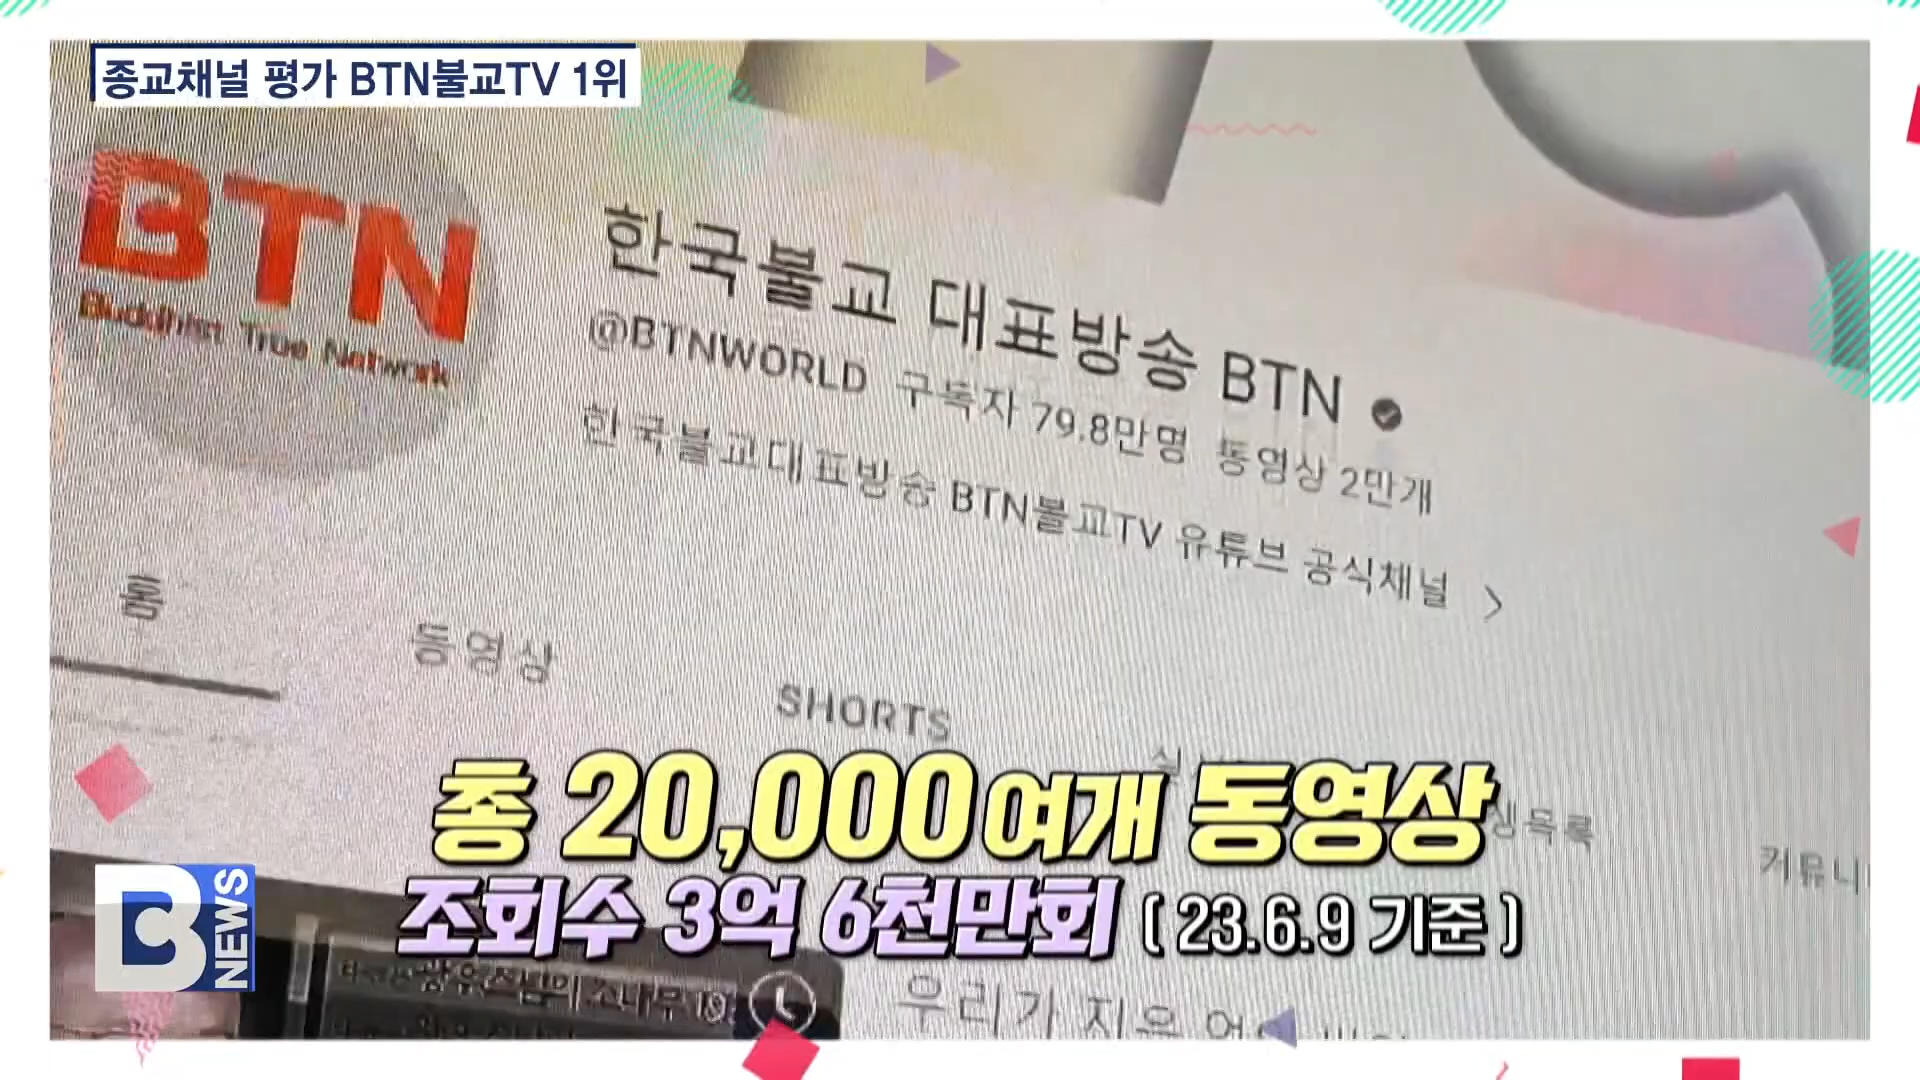 종교채널 평가 BTN불교TV 1위
BTN
Buddhist True Network
한국불교 대표방송 BTN
@BTNWORLD 구독자 79.8만명 동영상 2만개
한국불교대표방송 BTN불교TV 유튜브 공식채널 >
홈
동영상
SHORTS
커뮤니
총 20,000여개 동영상
조회수 3억 6천만회 ( 23.6.9 기준 )
B NEWS
우리가 지은